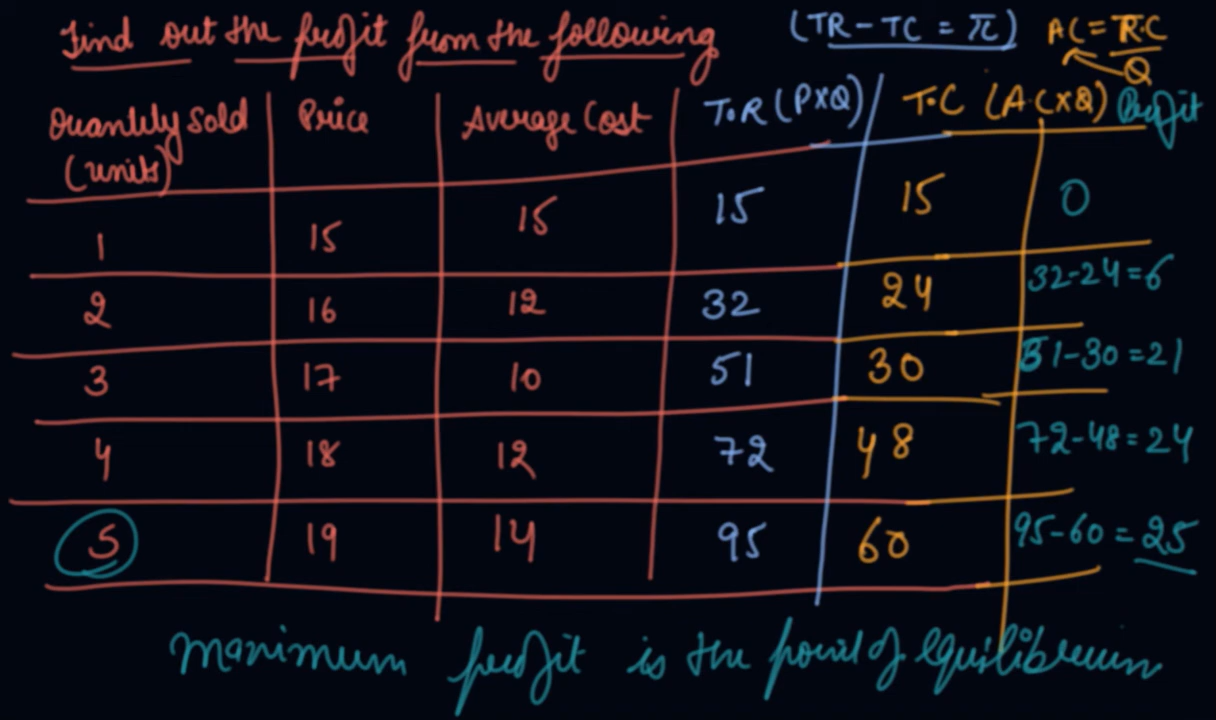 Find out the profit from the following (TR - TC = π) AC = T.C / Q
Quantity Sold (units) Price Average Cost T.R (P×Q) T.C (A.C×Q) Profit
1 15 15 15 15 0
2 16 12 32 24 32-24=6
3 17 10 51 30 51-30=21
4 18 12 72 48 72-48=24
5 19 14 95 60 95-60=25
Maximum profit is the point of equilibrium